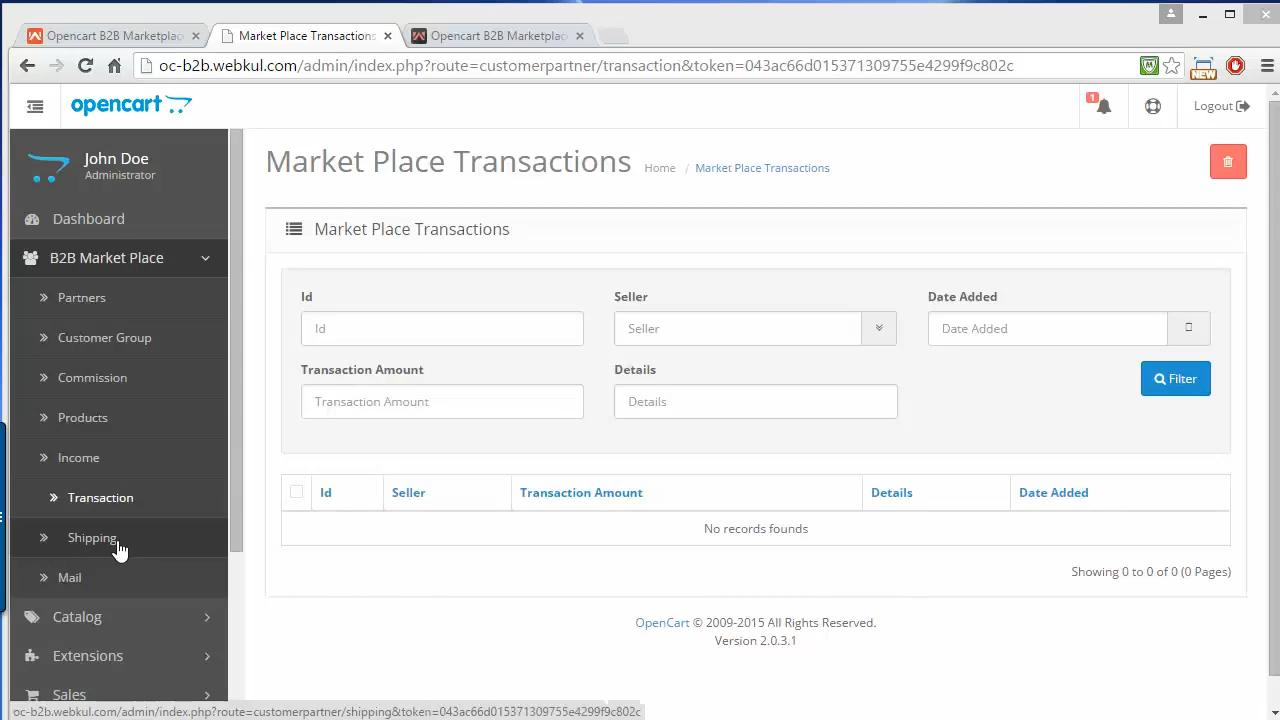 Opencart B2B Marketplac
Market Place Transactions
Opencart B2B Marketplac
oc-b2b.webkul.com/admin/index.php?route=customerpartner/transaction&token=043ac66d015371309755e4299f9c802c
NEW
opencart
1
Logout
John Doe
Administrator
Market Place Transactions
Home / Market Place Transactions
Dashboard
B2B Market Place
Partners
Customer Group
Commission
Products
Income
Transaction
Shipping
Mail
Catalog
Extensions
Sales
Market Place Transactions
Id
Seller
Date Added
Id
Seller
Date Added
Transaction Amount
Details
Transaction Amount
Details
Filter
Id
Seller
Transaction Amount
Details
Date Added
No records founds
Showing 0 to 0 of 0 (0 Pages)
OpenCart © 2009-2015 All Rights Reserved.
Version 2.0.3.1
oc-b2b.webkul.com/admin/index.php?route=customerpartner/shipping&token=043ac66d015371309755e4299f9c802c